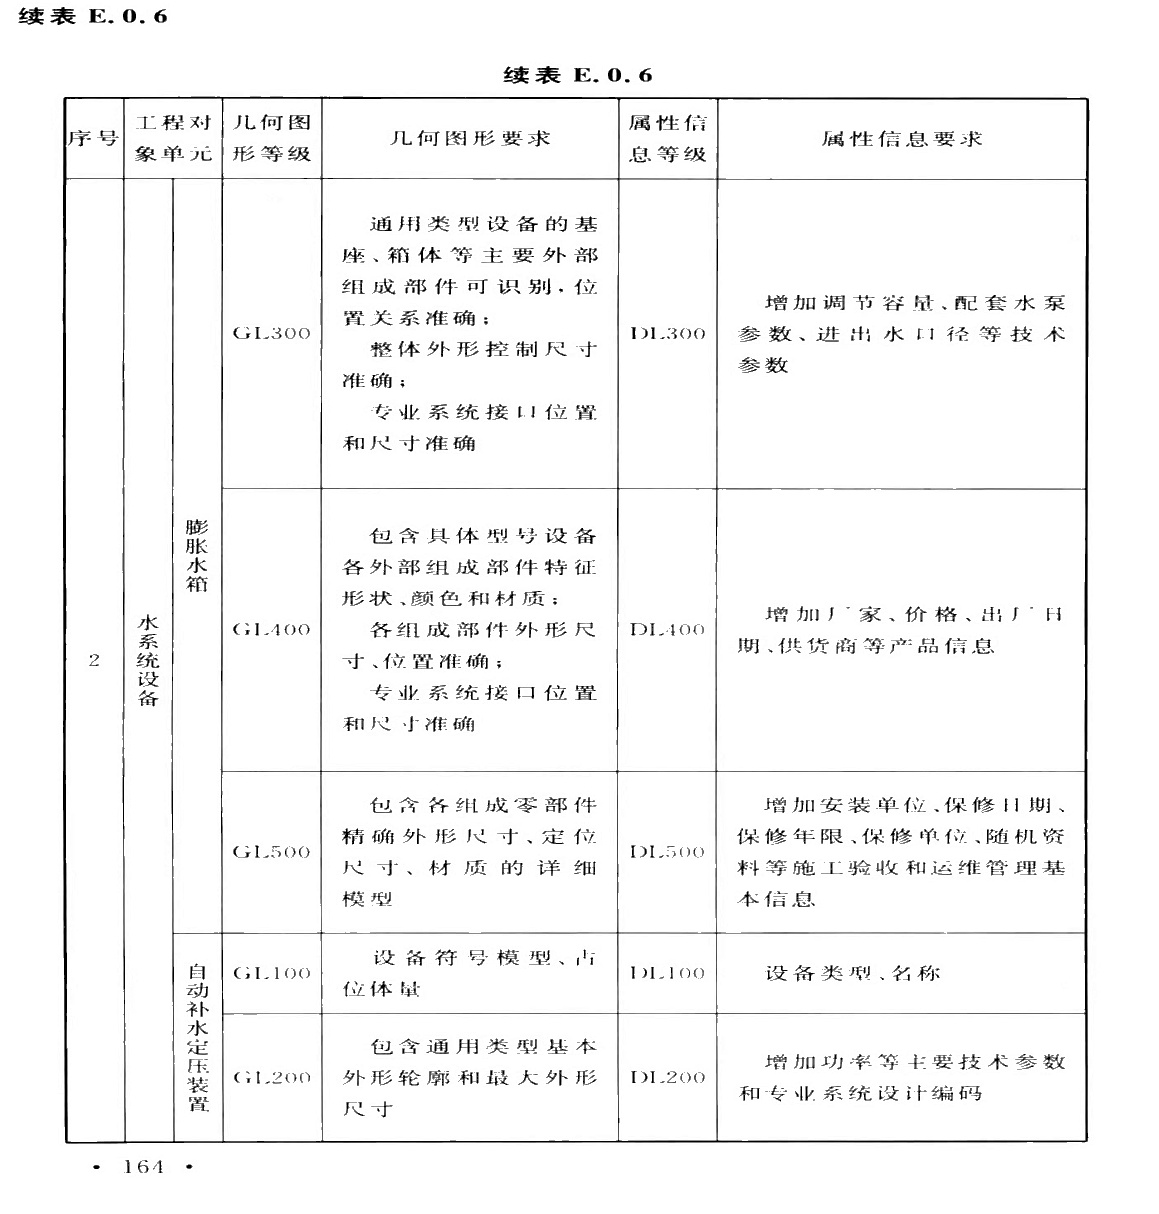 续表 E.0.6
续表 E.0.6
序号
工程对
象单元
几何图
形等级
几何图形要求
属性信
息等级
属性信息要求
2
水系统设备
膨胀水箱
GL300
通用类型设备的基
座、箱体等主要外部
组成部件可识别,位
置关系准确;
整体外形控制尺寸
准确;
专业系统接口位置
和尺寸准确
DL300
增加调节容量、配套水泵
参数、进出水口径等技术
参数
GL400
包含具体型号设备
各外部组成部件特征
形状、颜色和材质;
各组成部件外形尺
寸、位置准确;
专业系统接口位置
和尺寸准确
DL400
增加厂家、价格、出厂日
期、供货商等产品信息
GL500
包含各组成零部件
精确外形尺寸、定位
尺寸、材质的详细
模型
DL500
增加安装单位、保修日期、
保修年限、保修单位、随机资
料等施工验收和运维管理基
本信息
自动补水定压装置
GL100
设备符号模型、占
位体量
DL100
设备类型、名称
GL200
包含通用类型基本
外形轮廓和最大外形
尺寸
DL200
增加功率等主要技术参数
和专业系统设计编码
• 164 •